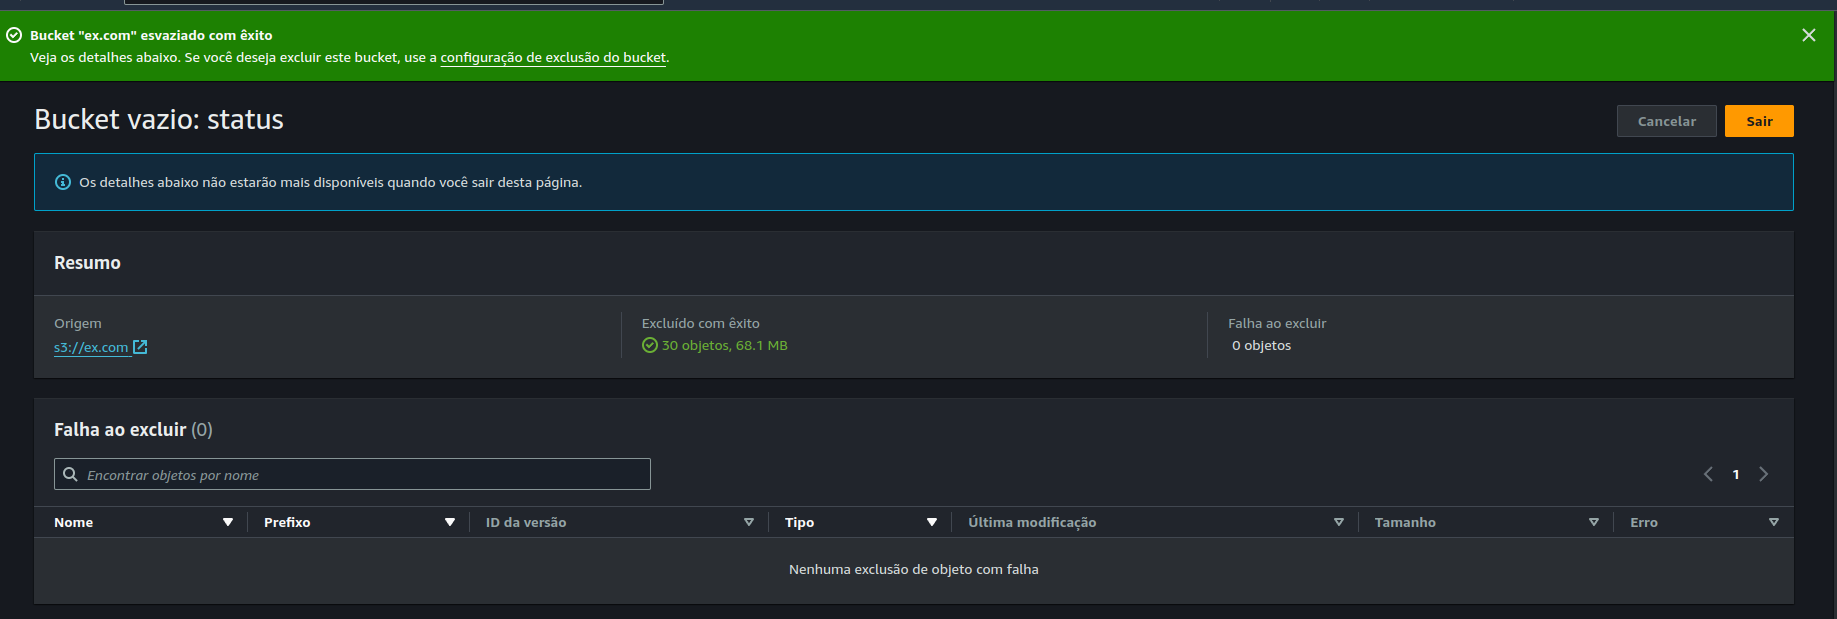 Bucket "ex.com" esvaziado com êxito
Veja os detalhes abaixo. Se você deseja excluir este bucket, use a configuração de exclusão do bucket.
Bucket vazio: status
Cancelar
Sair
Os detalhes abaixo não estarão mais disponíveis quando você sair desta página.
Resumo
Origem
s3://ex.com
Excluído com êxito
30 objetos, 68.1 MB
Falha ao excluir
0 objetos
Falha ao excluir (0)
Encontrar objetos por nome
1
Nome Prefixo ID da versão Tipo Última modificação Tamanho Erro
Nenhuma exclusão de objeto com falha